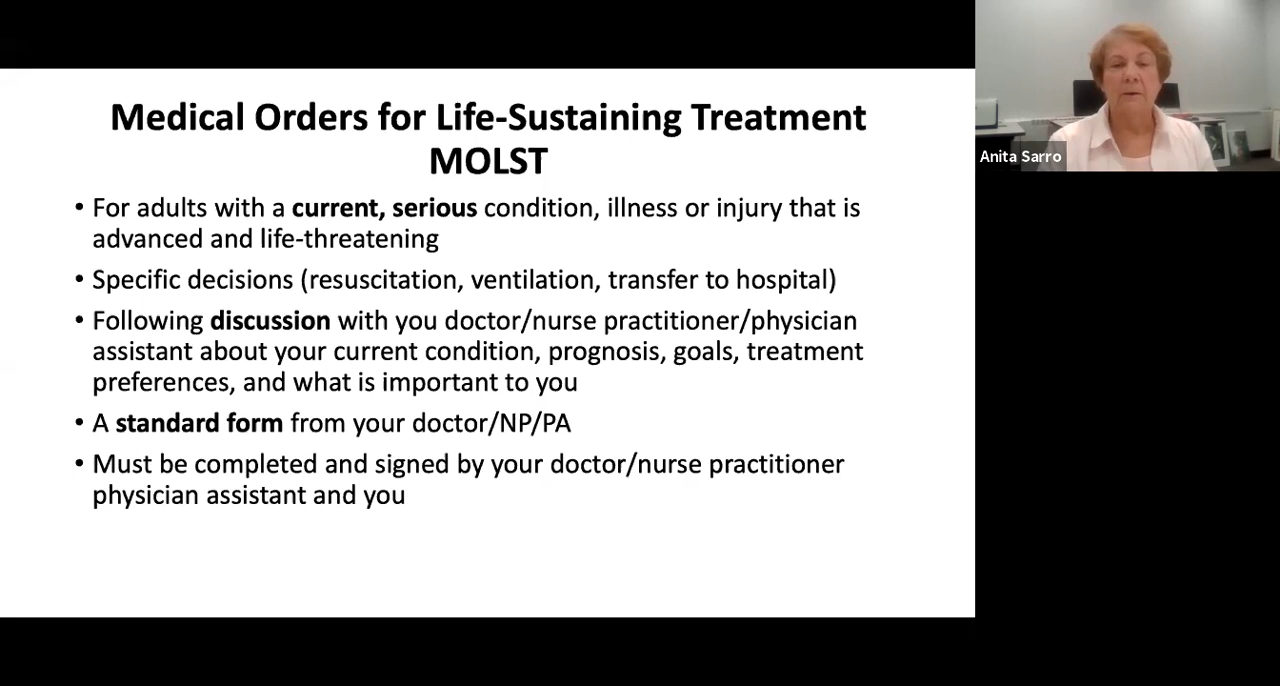 Medical Orders for Life-Sustaining Treatment
MOLST
• For adults with a current, serious condition, illness or injury that is
advanced and life-threatening
• Specific decisions (resuscitation, ventilation, transfer to hospital)
• Following discussion with you doctor/nurse practitioner/physician
assistant about your current condition, prognosis, goals, treatment
preferences, and what is important to you
• A standard form from your doctor/NP/PA
• Must be completed and signed by your doctor/nurse practitioner
physician assistant and you
Anita Sarro